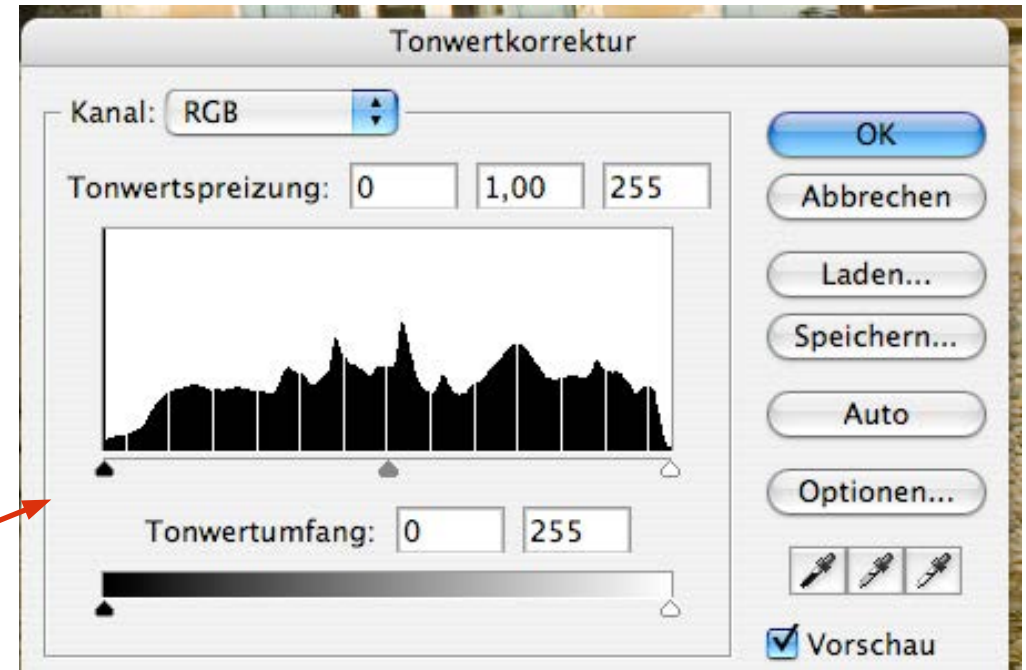 Tonwertkorrektur
Kanal: RGB
OK
Tonwertspreizung: 0 1,00 255
Abbrechen
Laden...
Speichern...
Auto
Optionen...
Tonwertumfang: 0 255
Vorschau